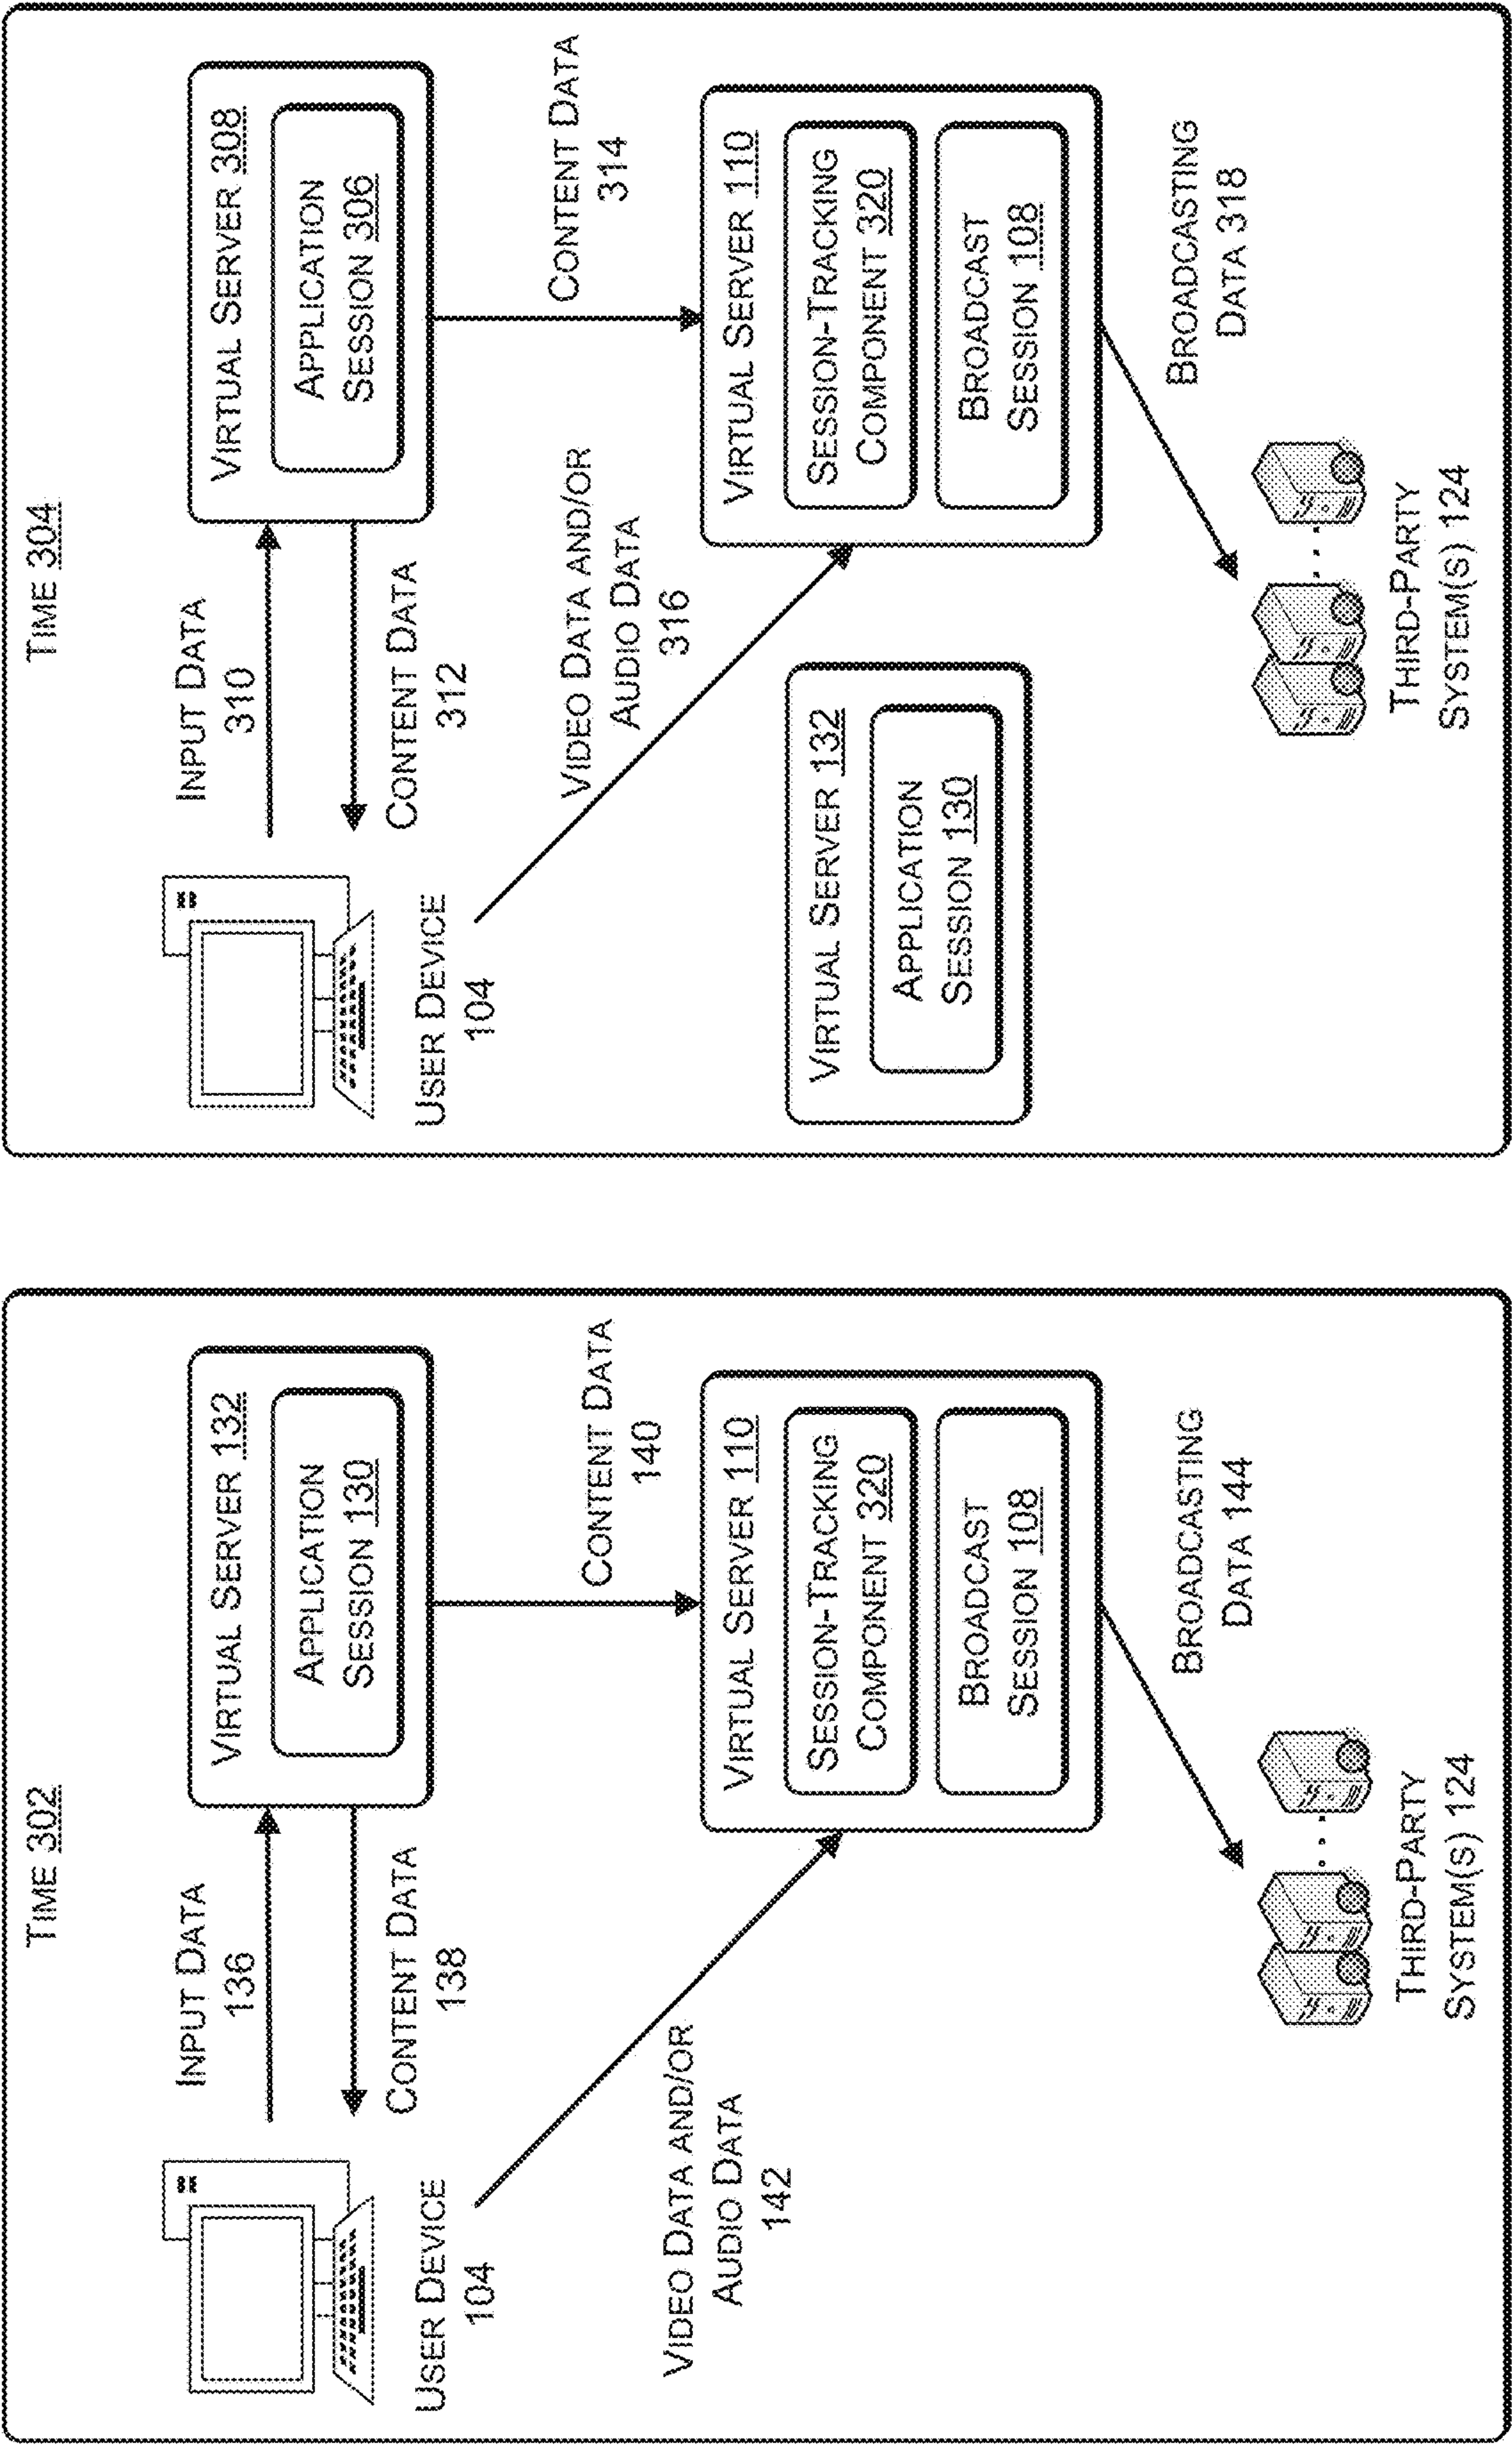 TIME 302
INPUT DATA
136
CONTENT DATA
138
USER DEVICE
104
VIRTUAL SERVER 132
APPLICATION
SESSION 130
CONTENT DATA
140
VIDEO DATA AND/OR
AUDIO DATA
142
VIRTUAL SERVER 110
SESSION-TRACKING
COMPONENT 320
BROADCAST
SESSION 108
BROADCASTING
DATA 144
THIRD-PARTY
SYSTEM(S) 124
TIME 304
INPUT DATA
310
CONTENT DATA
312
USER DEVICE
104
VIRTUAL SERVER 308
APPLICATION
SESSION 306
CONTENT DATA
314
VIDEO DATA AND/OR
AUDIO DATA
316
VIRTUAL SERVER 110
SESSION-TRACKING
COMPONENT 320
BROADCAST
SESSION 108
VIRTUAL SERVER 132
APPLICATION
SESSION 130
BROADCASTING
DATA 318
THIRD-PARTY
SYSTEM(S) 124